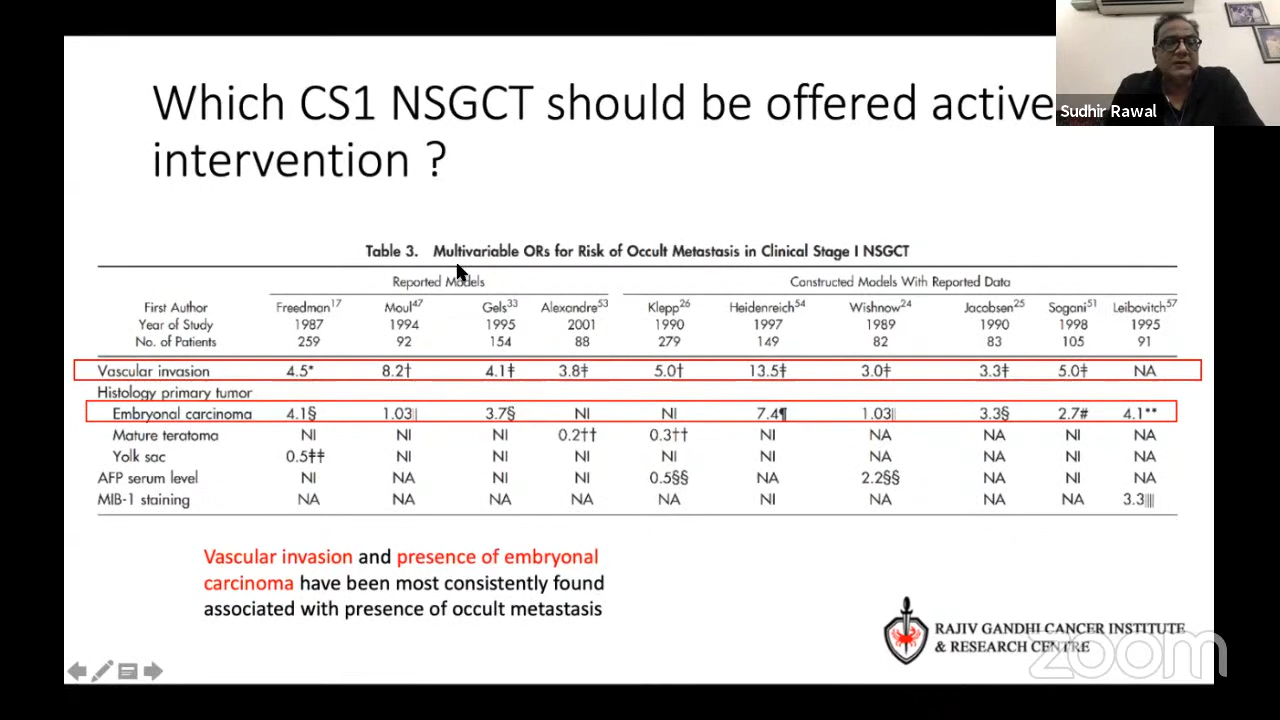 Which CS1 NSGCT should be offered active
intervention ?
Sudhir Rawal
Table 3. Multivariable ORs for Risk of Occult Metastasis in Clinical Stage I NSGCT
Reported Models Constructed Models With Reported Data
First Author Freedman17 Moul47 Gels33 Alexandre53 Klepp26 Heidenreich54 Wishnow24 Jacobsen25 Sogani51 Leibovitch57
Year of Study 1987 1994 1995 2001 1990 1997 1989 1990 1998 1995
No. of Patients 259 92 154 88 279 149 82 83 105 91
Vascular invasion 4.5* 8.2† 4.1‡ 3.8‡ 5.0† 13.5‡ 3.0‡ 3.3‡ 5.0‡ NA
Histology primary tumor
Embryonal carcinoma 4.1§ 1.03|| 3.7§ NI NI 7.4¶ 1.03|| 3.3§ 2.7# 4.1**
Mature teratoma NI NI NI 0.2†† 0.3†† NI NA NA NI NA
Yolk sac 0.5‡‡ NI NI NI NI NI NA NA NI NA
AFP serum level NI NA NI NI 0.5§§ NA 2.2§§ NA NI NA
MIB-1 staining NA NA NA NA NA NI NA NA NA 3.3||||
Vascular invasion and presence of embryonal
carcinoma have been most consistently found
associated with presence of occult metastasis
RAJIV GANDHI CANCER INSTITUTE
& RESEARCH CENTRE
zoom